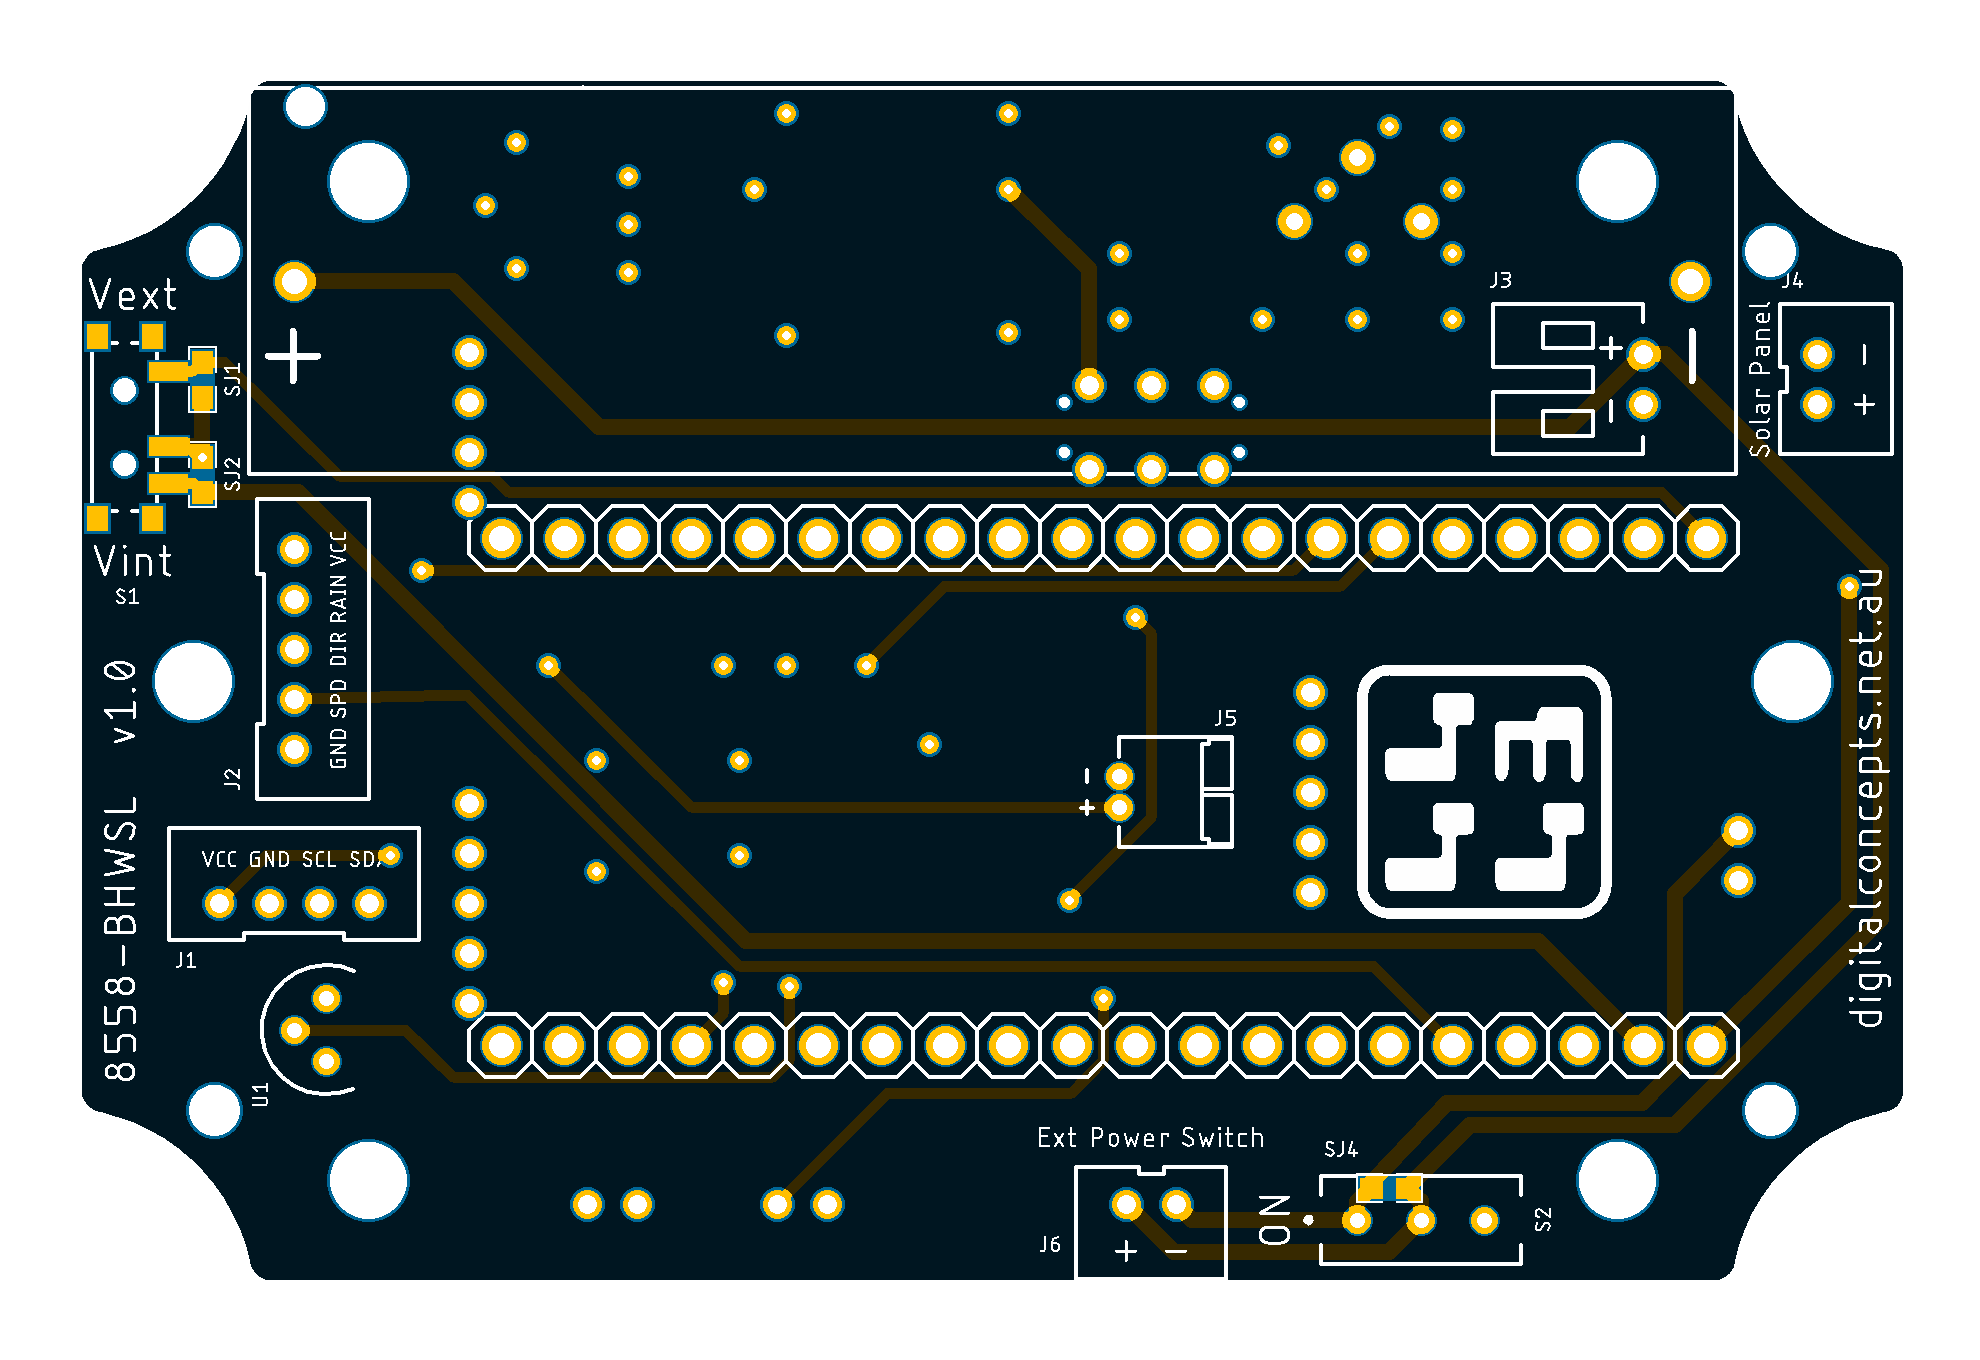 Vext
SJ1
+
J3
+
-
-
J4
Solar Panel
-
+
SJ2
Vint
S1
GND SPD DIR RAIN VCC
J2
8558-BHWSL v1.0
digitalconcepts.net.au
J5
-
+
VCC GND SCL SDA
J1
U1
Ext Power Switch
J6
+ -
ON
SJ4
S2